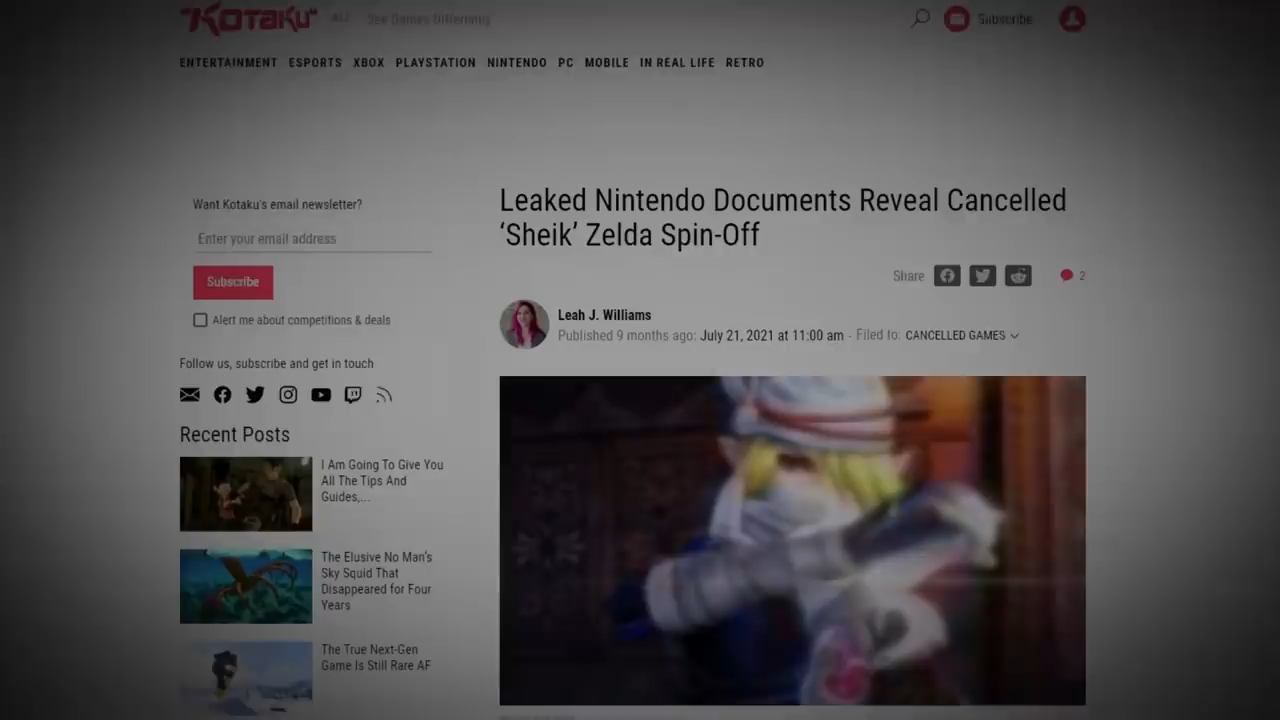 KOTAKU
ALL See Games Differently
Subscribe
ENTERTAINMENT ESPORTS XBOX PLAYSTATION NINTENDO PC MOBILE IN REAL LIFE RETRO
Want Kotaku's email newsletter?
Enter your email address
Subscribe
Alert me about competitions & deals
Follow us, subscribe and get in touch
Recent Posts
I Am Going To Give You
All The Tips And
Guides,...
The Elusive No Man's
Sky Squid That
Disappeared for Four
Years
The True Next-Gen
Game Is Still Rare AF
Leaked Nintendo Documents Reveal Cancelled
‘Sheik’ Zelda Spin-Off
Share 2
Leah J. Williams
Published 9 months ago: July 21, 2021 at 11:00 am - Filed to: CANCELLED GAMES